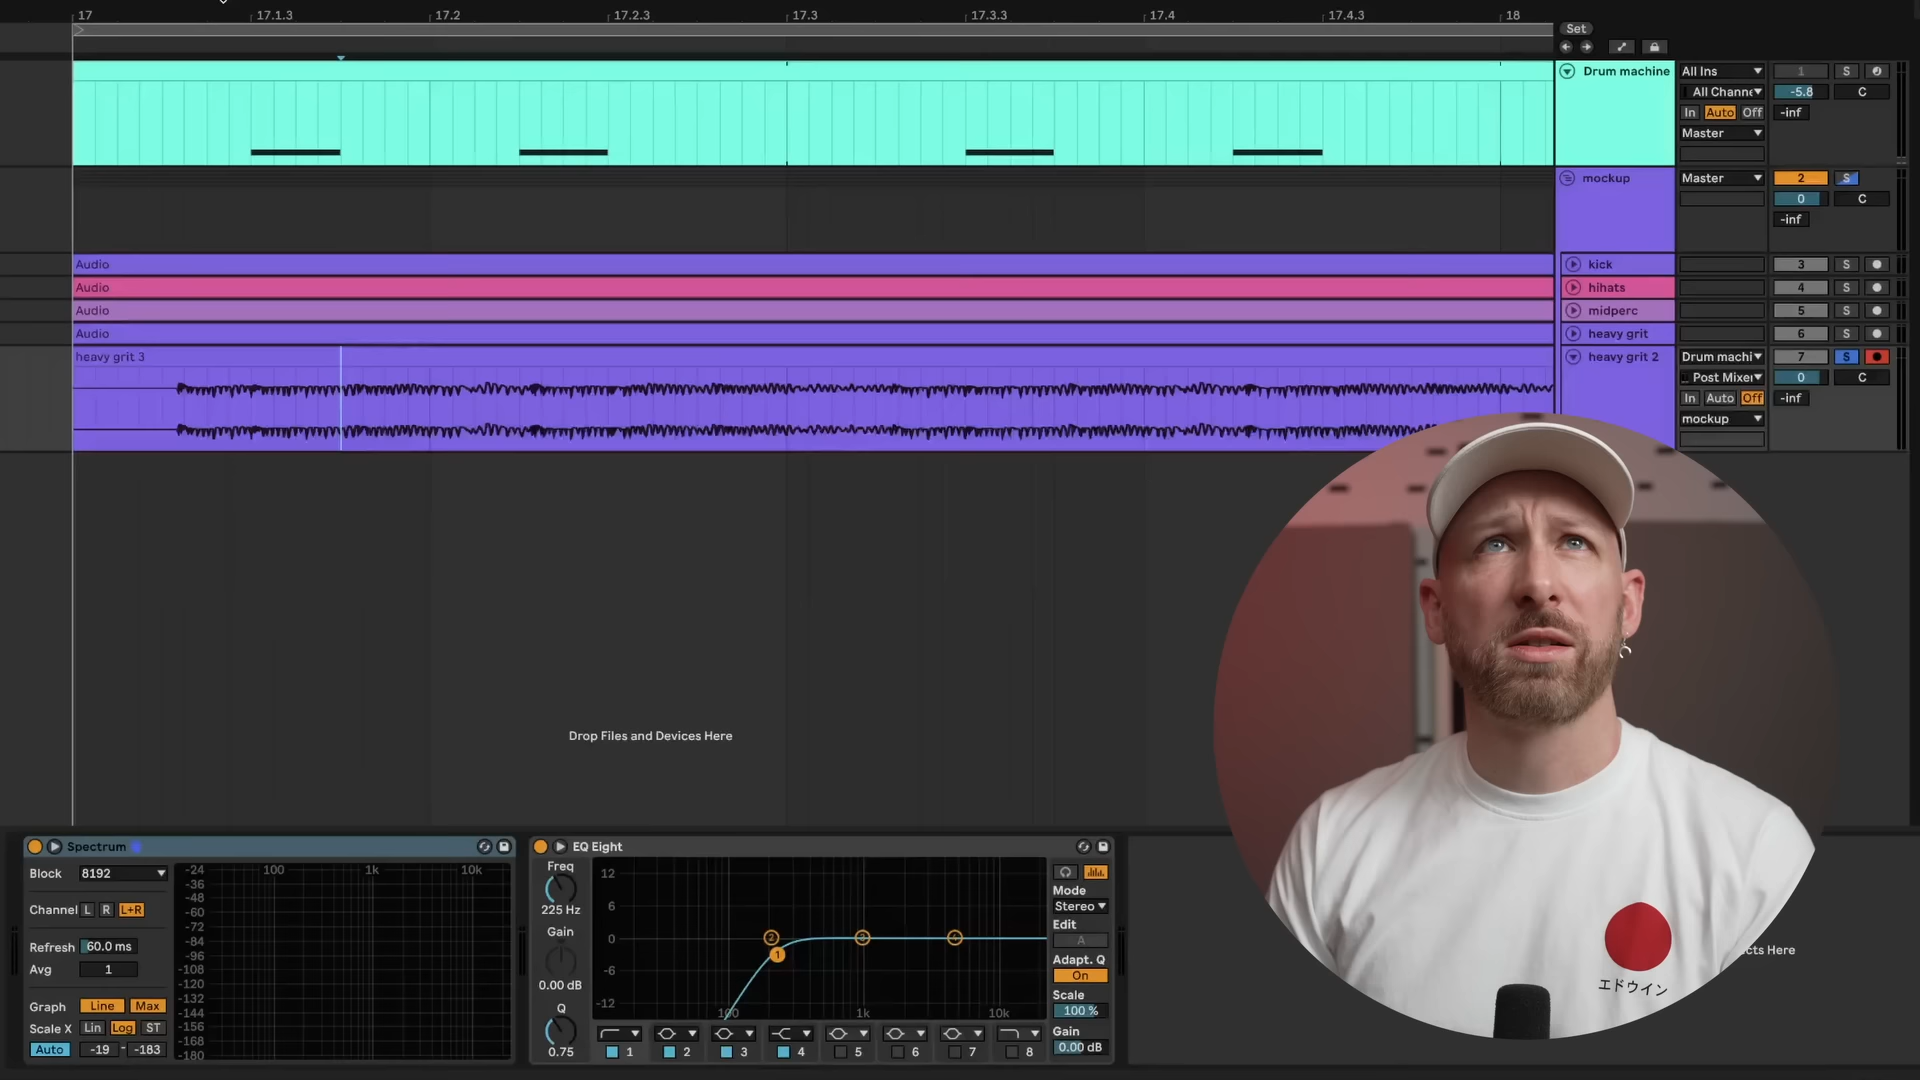 17 17.1.3 17.2 17.2.3 17.3 17.3.3 17.4 17.4.3 18
Set
Drum machine All Ins 1 S
All Channe -5.8 C
In Auto Off -inf
Master
mockup Master 2 S
0 C
-inf
Audio kick 3 S
Audio hihats 4 S
Audio midperc 5 S
Audio heavy grit 6 S
heavy grit 3 heavy grit 2 Drum machi 7 S
Post Mixer 0 C
In Auto Off -inf
mockup
Drop Files and Devices Here
Spectrum
Block 8192
Channel L R L+R
Refresh 60.0 ms
Avg 1
Graph Line Max
Scale X Lin Log ST
Auto -19 - -183
100 1k 10k
-24
-36
-48
-60
-72
-84
-96
-108
-120
-132
-144
-156
-168
-180
EQ Eight
Freq
225 Hz
Gain
0.00 dB
Q
0.75
12
6
0
-6
-12
2 3 4
1
100 1k 10k
1 2 3 4 5 6 7 8
Mode
Stereo
Edit
A
Adapt. Q
On
Scale
100 %
Gain
0.00 dB
cts Here
エドウイン